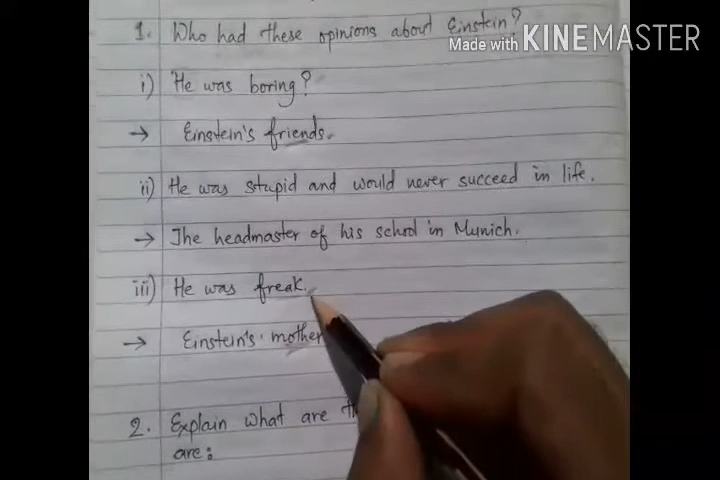 1. Who had these opinions about Einstein?
Made with KINEMASTER
i) He was boring?
→ Einstein's friends.
ii) He was stupid and would never succeed in life.
→ The headmaster of his school in Munich.
iii) He was freak.
→ Einstein's mother
2. Explain what are
are: